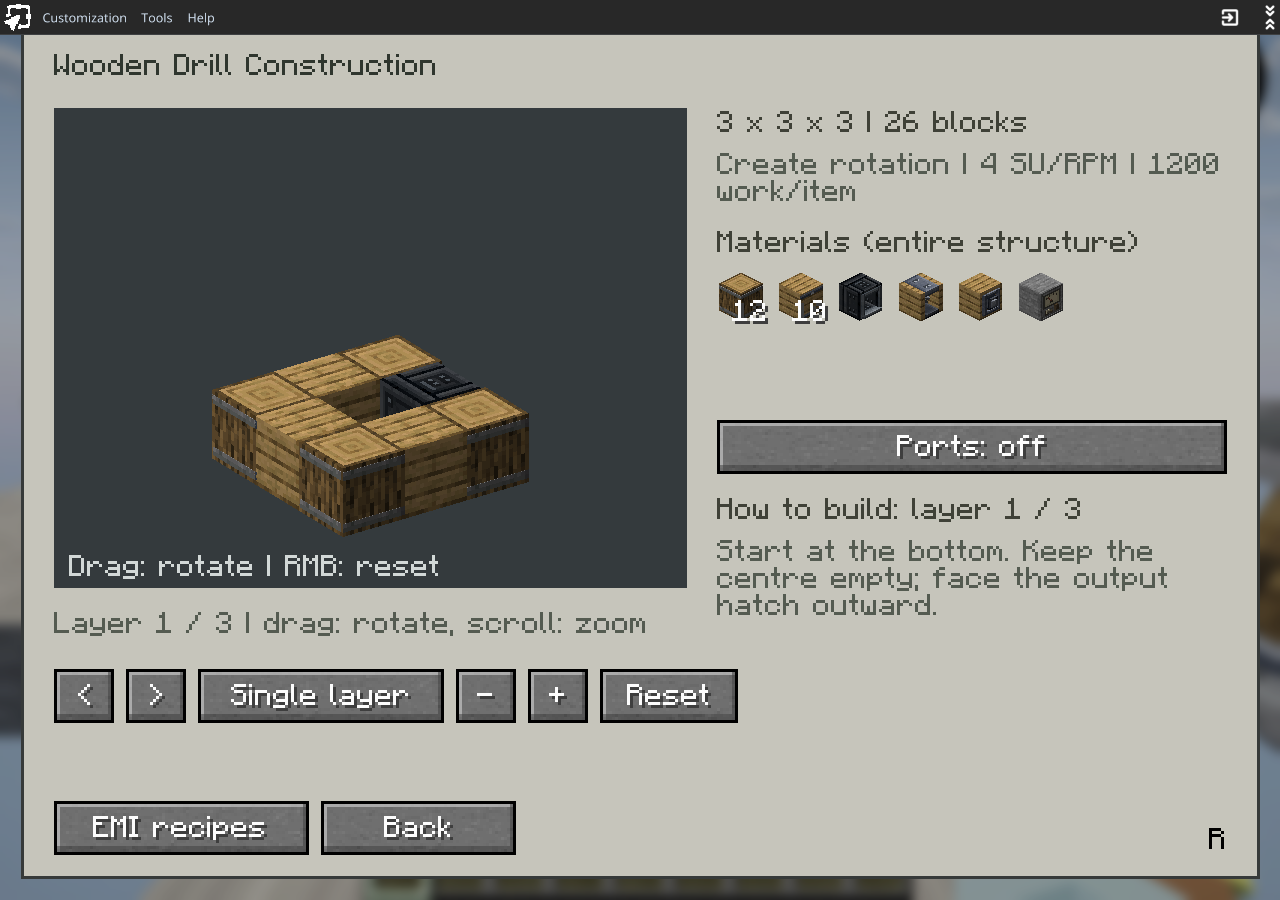 Customization Tools Help
Wooden Drill Construction
3 x 3 x 3 | 26 blocks
Create rotation | 4 SU/RPM | 1200
work/item
Materials (entire structure)
12 10
Ports: off
How to build: layer 1 / 3
Start at the bottom. Keep the
centre empty; face the output
hatch outward.
Drag: rotate | RMB: reset
Layer 1 / 3 | drag: rotate, scroll: zoom
< > Single layer - + Reset
EMI recipes Back
R